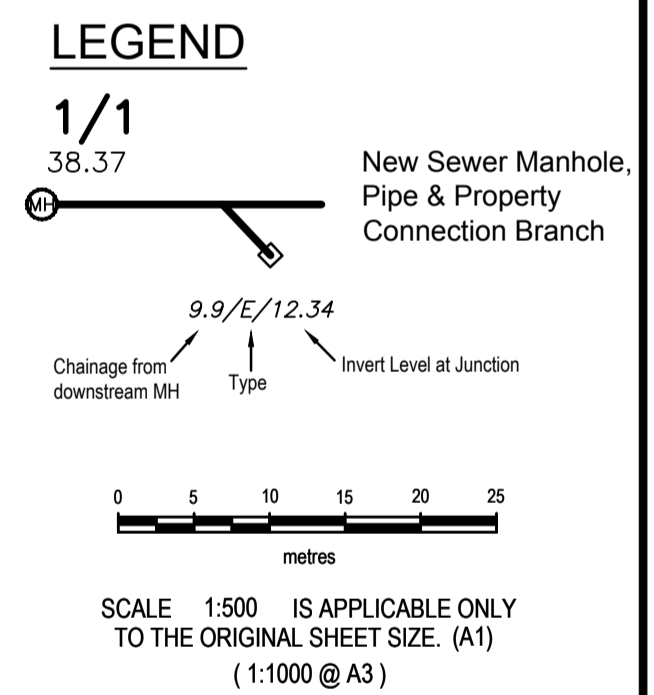 LEGEND
1/1
38.37
MH
New Sewer Manhole,
Pipe & Property
Connection Branch
9.9/E/12.34
Chainage from
downstream MH
Type
Invert Level at Junction
0 5 10 15 20 25
metres
SCALE 1:500 IS APPLICABLE ONLY
TO THE ORIGINAL SHEET SIZE. (A1)
( 1:1000 @ A3 )